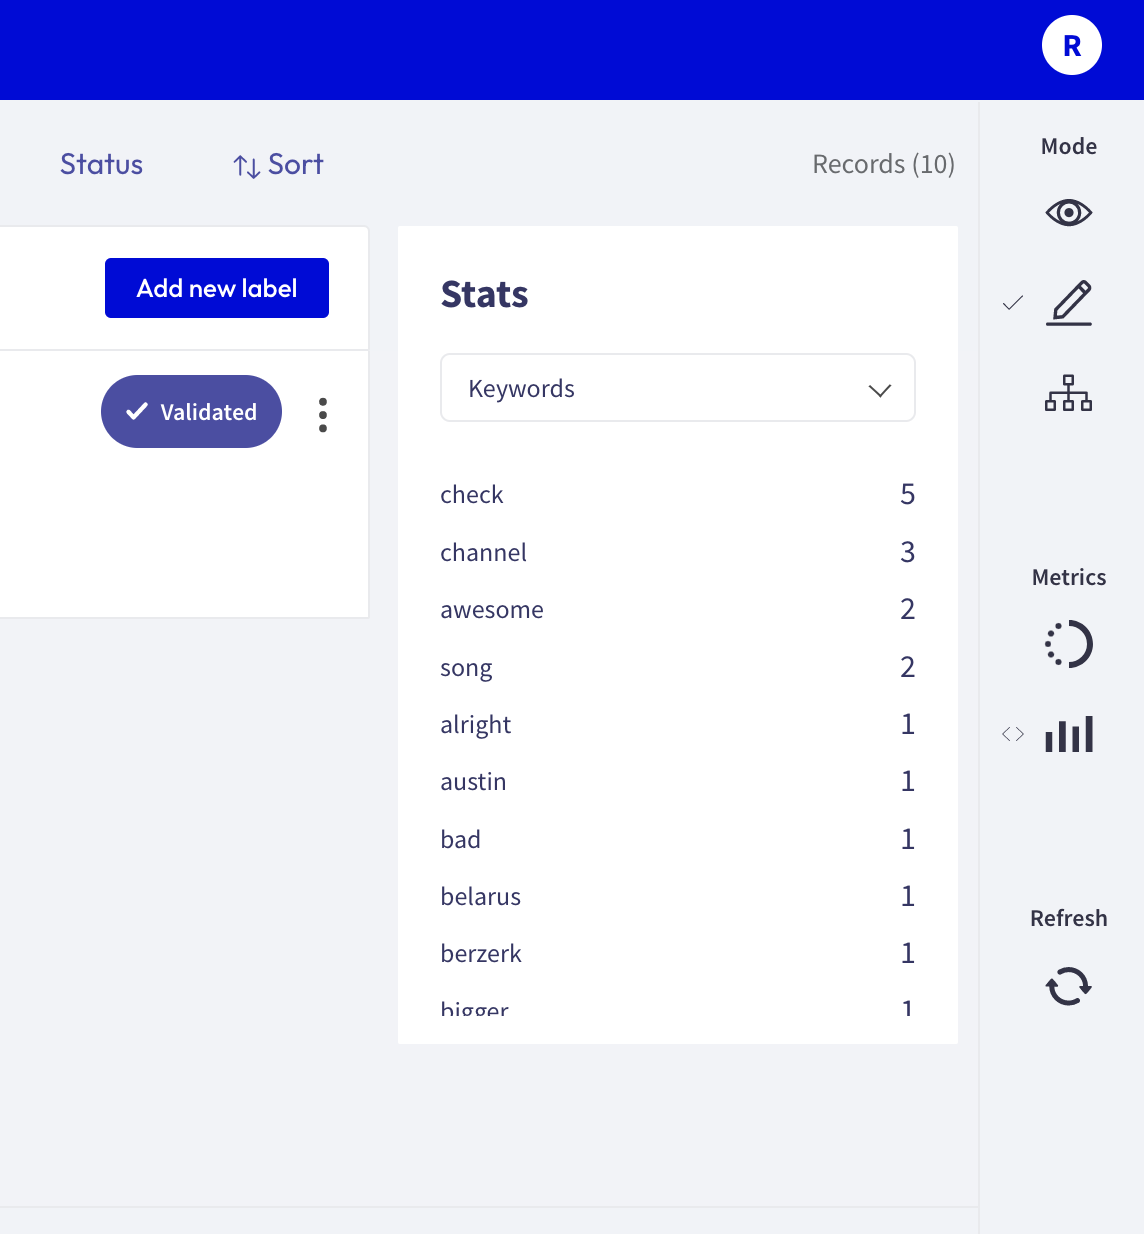 R
Status
Sort
Records (10)
Mode
Add new label
Stats
Keywords
Validated
check 5
channel 3
awesome 2
song 2
alright 1
austin 1
bad 1
belarus 1
berzerk 1
bigger 1
Metrics
Refresh